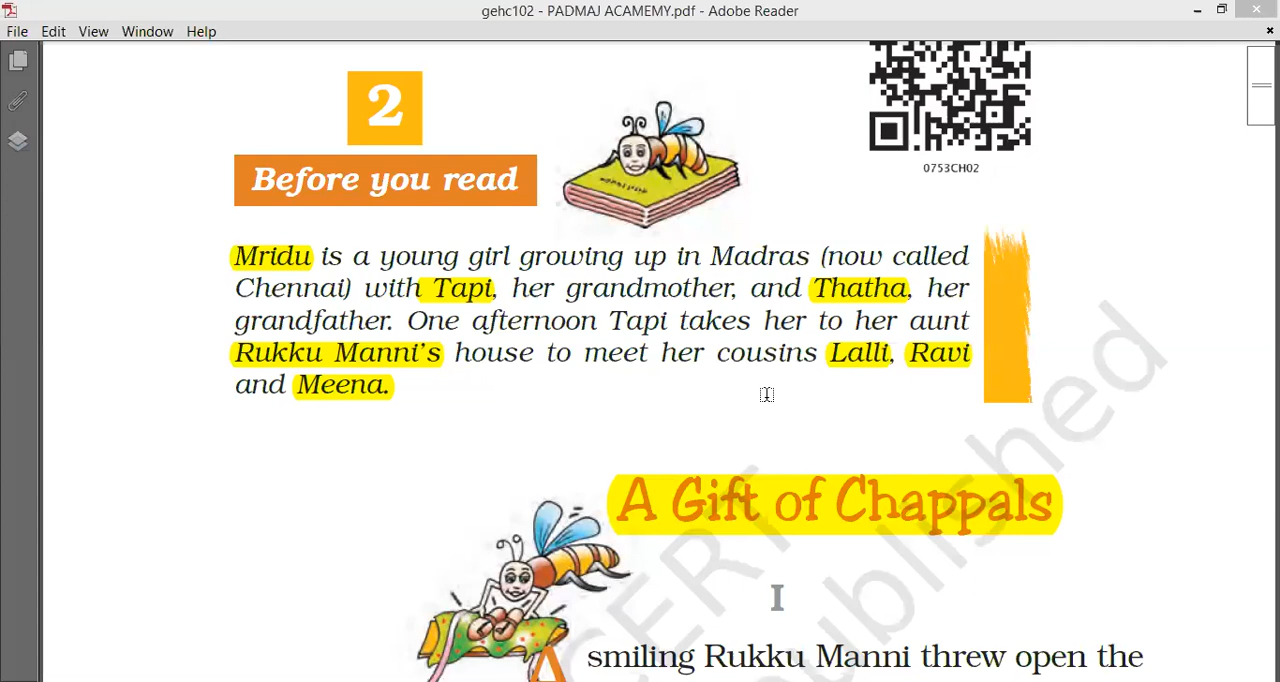 gehc102 - PADMAJ ACAMEMY.pdf - Adobe Reader
File Edit View Window Help
2
0753CH02
Before you read
Mridu is a young girl growing up in Madras (now called
Chennai) with Tapi, her grandmother, and Thatha, her
grandfather. One afternoon Tapi takes her to her aunt
Rukku Manni's house to meet her cousins Lalli, Ravi
and Meena.
A Gift of Chappals
I
A smiling Rukku Manni threw open the